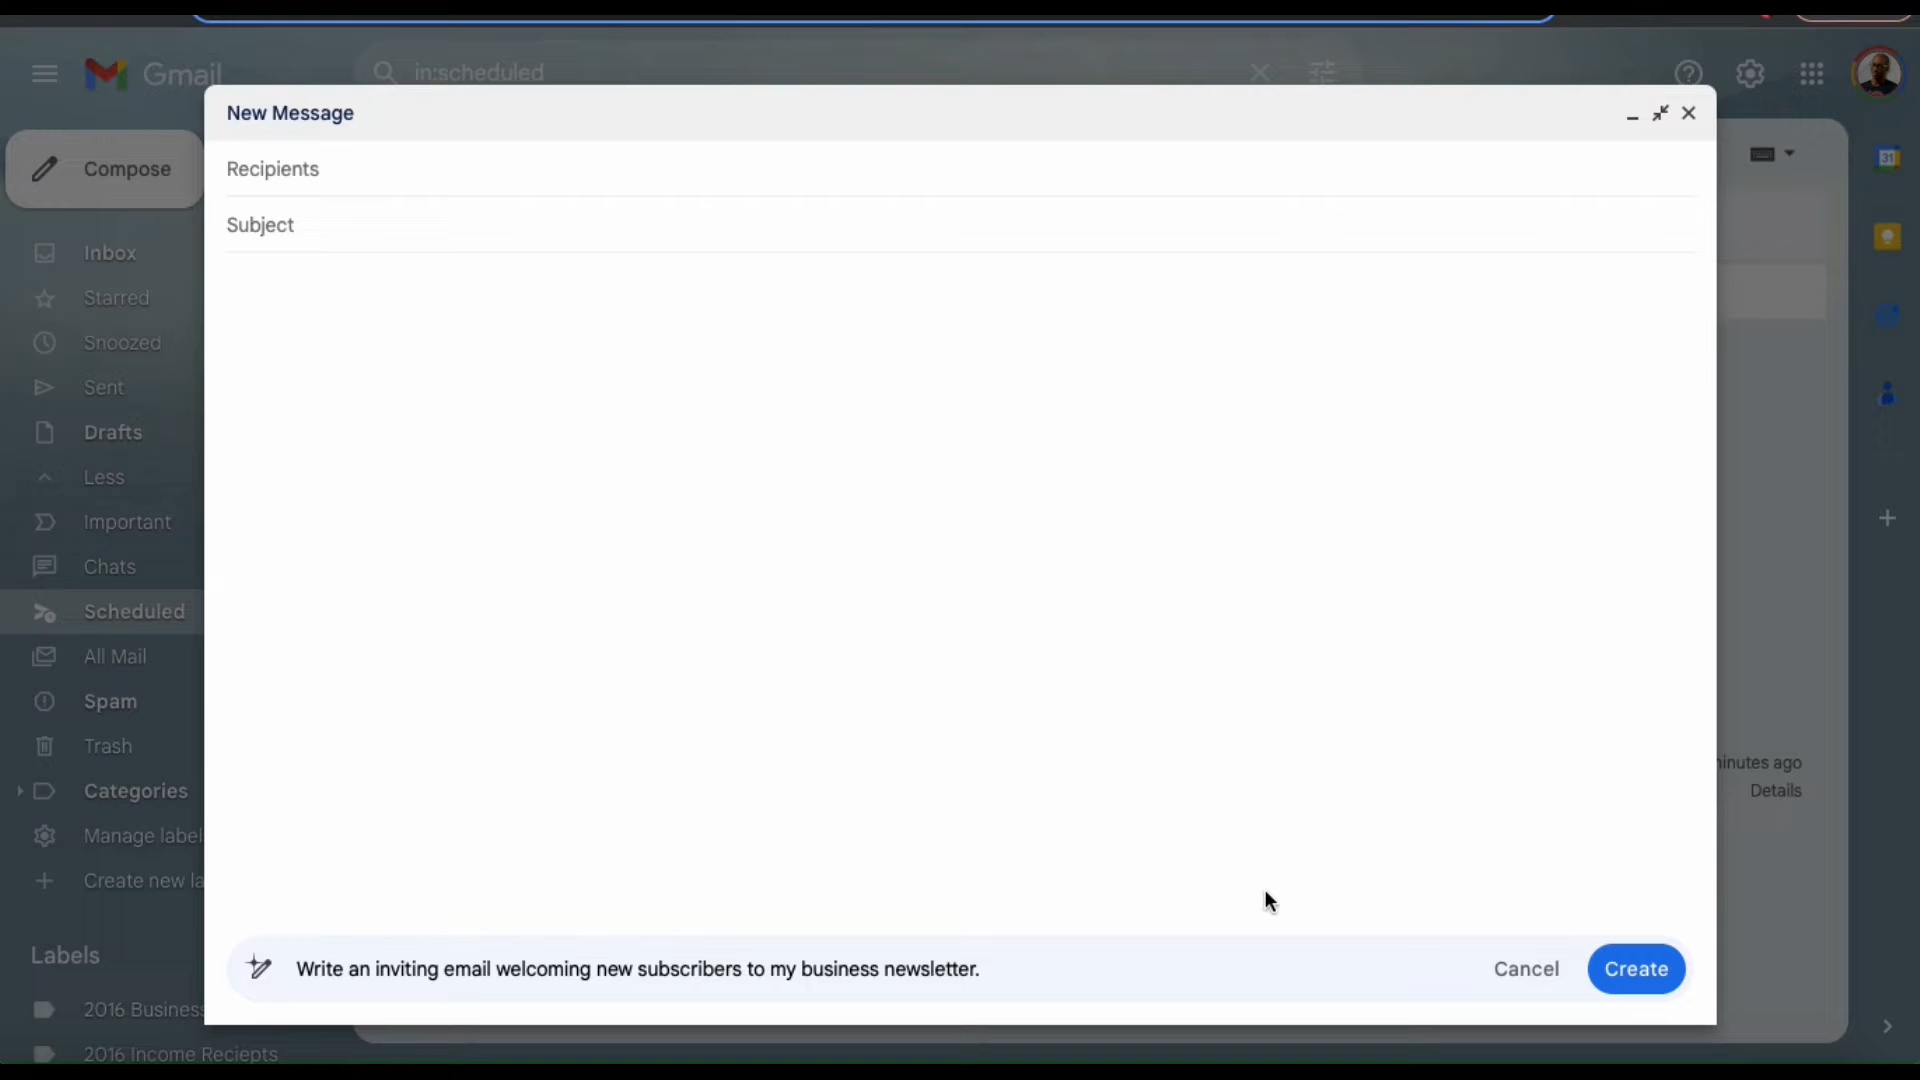 Gmail
in:scheduled
New Message
Recipients
Subject
Compose
Inbox
Starred
Snoozed
Sent
Drafts
Less
Important
Chats
Scheduled
All Mail
Spam
Trash
Categories
Manage label
Create new la
Labels
2016 Business
2016 Income Reciepts
31
inutes ago
Details
Write an inviting email welcoming new subscribers to my business newsletter.
Cancel
Create